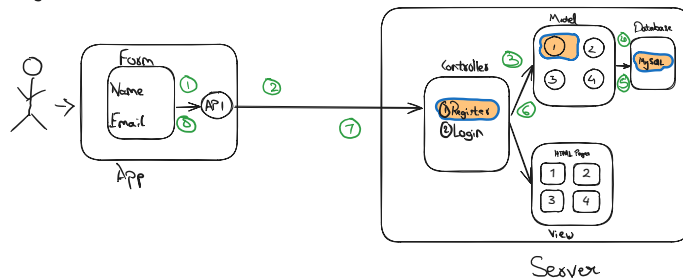 Form
Name
Email
①
⑧
API
App
②
⑦
Controller
① Register
② Login
③
⑥
Model
1
2
3
4
④
⑤
Database
MySQL
HTML Pages
1
2
3
4
View
Server